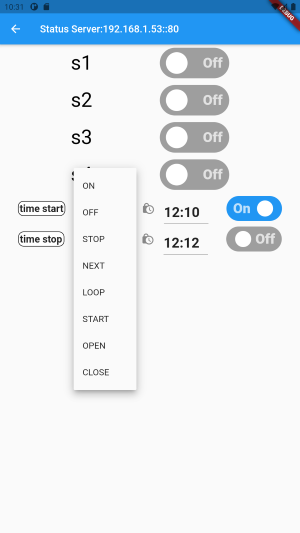 10:31
DEBUG
Status Server:192.168.1.53::80
s1 Off
s2 Off
s3 Off
Off
ON
OFF
time start 12:10 On
STOP
time stop 12:12 Off
NEXT
LOOP
START
OPEN
CLOSE